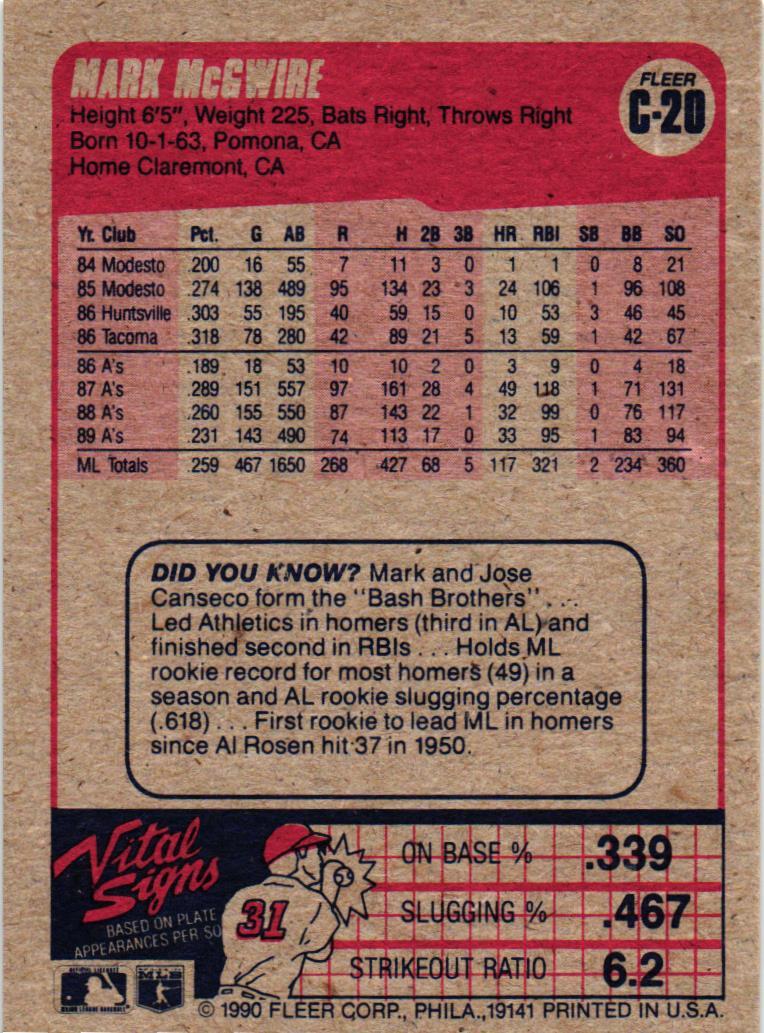 MARK McGWIRE
FLEER
C-20
Height 6'5", Weight 225, Bats Right, Throws Right
Born 10-1-63, Pomona, CA
Home Claremont, CA
Yr. Club Pct. G AB R H 2B 3B HR RBI SB BB SO
84 Modesto .200 16 55 7 11 3 0 1 1 0 8 21
85 Modesto .274 138 489 95 134 23 3 24 106 1 96 108
86 Huntsville .303 55 195 40 59 15 0 10 53 3 46 45
86 Tacoma .318 78 280 42 89 21 5 13 59 1 42 67
86 A's .189 18 53 10 10 2 0 3 9 0 4 18
87 A's .289 151 557 97 161 28 4 49 118 1 71 131
88 A's .260 155 550 87 143 22 1 32 99 0 76 117
89 A's .231 143 490 74 113 17 0 33 95 1 83 94
ML Totals .259 467 1650 268 427 68 5 117 321 2 234 360
DID YOU KNOW? Mark and Jose
Canseco form the "Bash Brothers" . . .
Led Athletics in homers (third in AL) and
finished second in RBIs . . . Holds ML
rookie record for most homers (49) in a
season and AL rookie slugging percentage
(.618) . . . First rookie to lead ML in homers
since Al Rosen hit 37 in 1950.
Vital
Signs
BASED ON PLATE
APPEARANCES PER SO
31
ON BASE % .339
SLUGGING % .467
STRIKEOUT RATIO 6.2
© 1990 FLEER CORP., PHILA., 19141 PRINTED IN U.S.A.